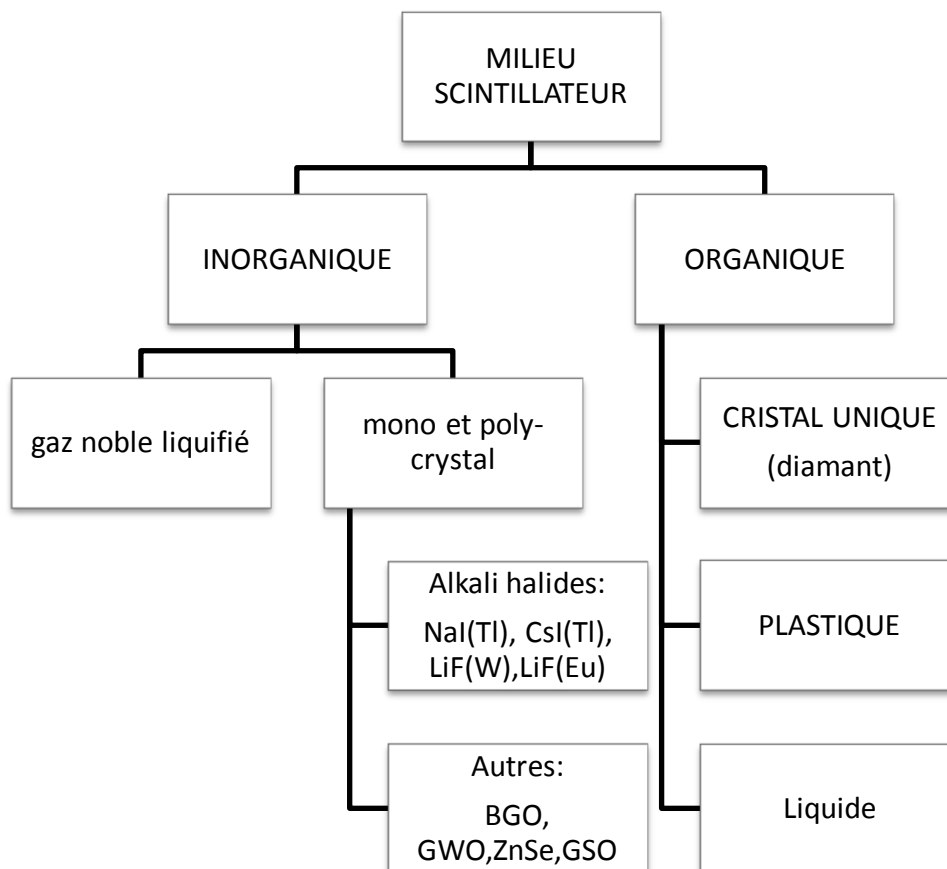 MILIEU
SCINTILLATEUR
INORGANIQUE
ORGANIQUE
gaz noble liquifié
mono et poly-
crystal
CRISTAL UNIQUE
(diamant)
Alkali halides:
NaI(Tl), CsI(Tl),
LiF(W),LiF(Eu)
PLASTIQUE
Autres:
BGO,
GWO,ZnSe,GSO
Liquide